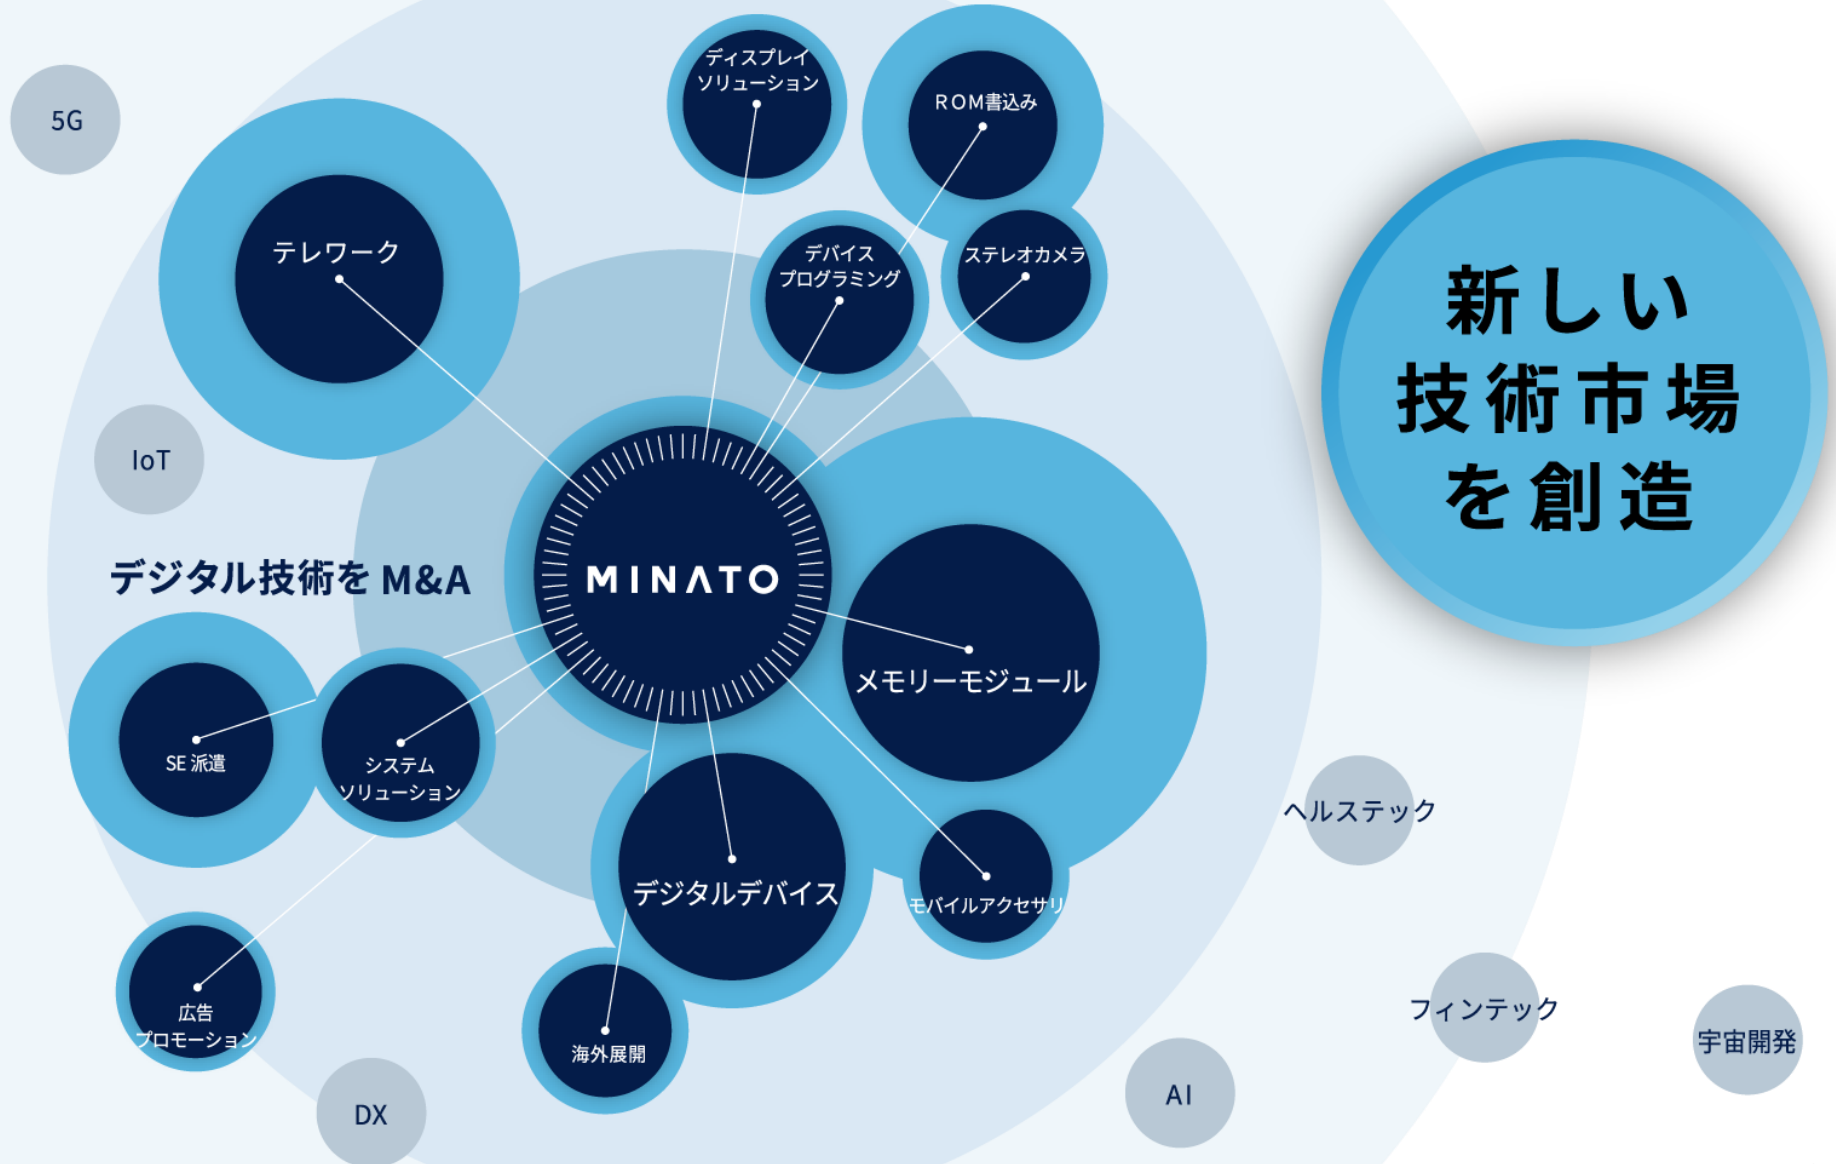 ディスプレイ
ソリューション
ROM書込み
5G
テレワーク
デバイス
プログラミング
ステレオカメラ
新しい
技術市場
を創造
IoT
デジタル技術を M&A
MINATO
メモリーモジュール
SE 派遣
システム
ソリューション
ヘルステック
デジタルデバイス
モバイルアクセサリ
広告
プロモーション
海外展開
フィンテック
宇宙開発
DX
AI